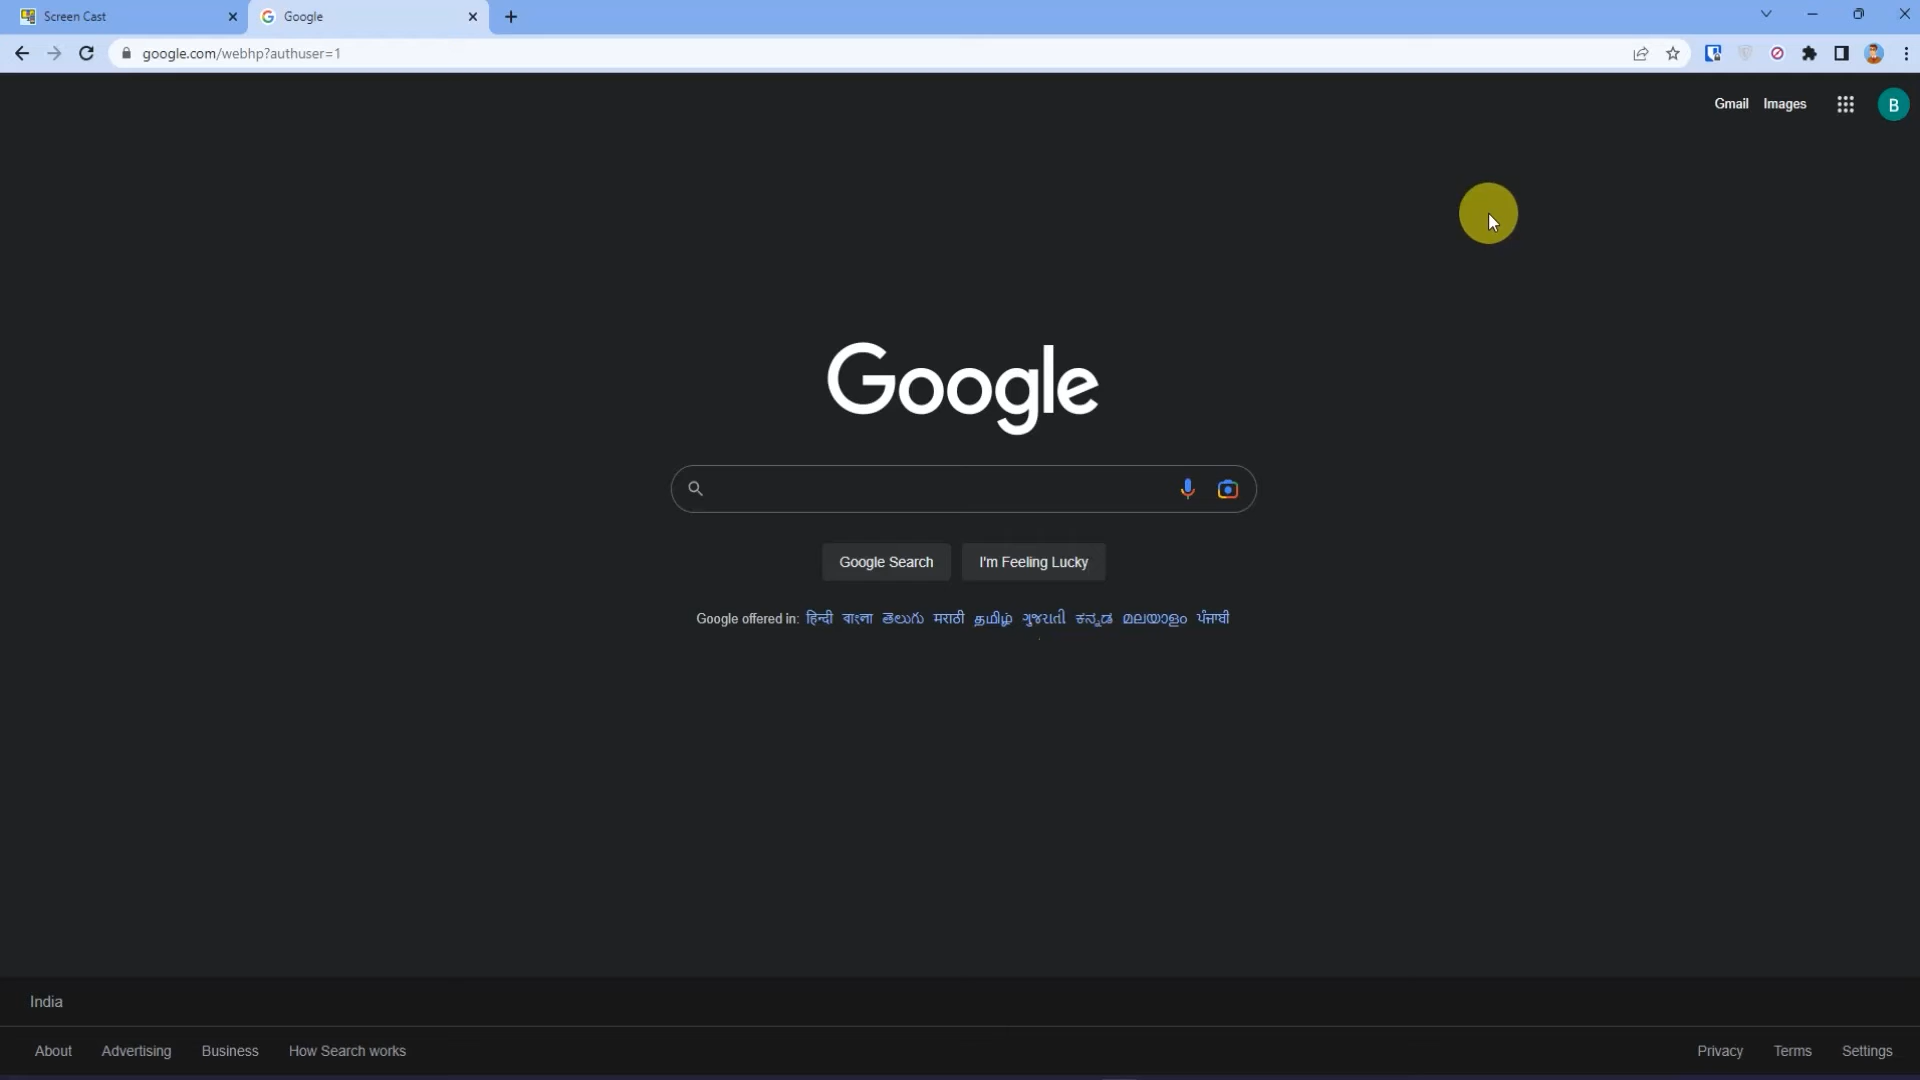 Screen Cast
Google
google.com/webhp?authuser=1
Gmail Images
B
Google
Google Search I'm Feeling Lucky
Google offered in: हिन्दी বাংলা తెలుగు मराठी தமிழ் ગુજરાતી ಕನ್ನಡ മലയാളം ਪੰਜਾਬੀ
India
About Advertising Business How Search works Privacy Terms Settings